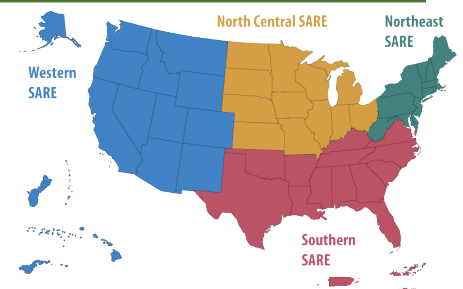 North Central SARE
Northeast
SARE
Western
SARE
Southern
SARE